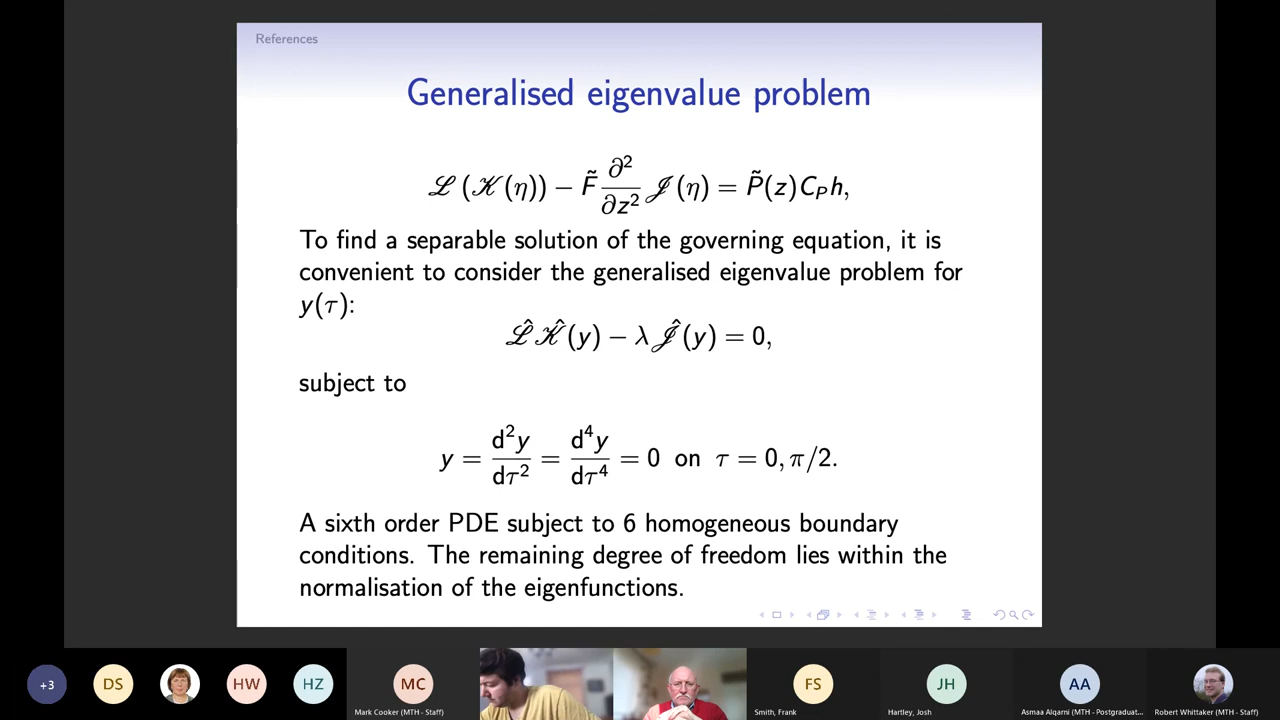 References
Generalised eigenvalue problem
ℒ (𝒦(η)) − F̃ ∂²/∂z² 𝒥(η) = P̃(z)C_P h,
To find a separable solution of the governing equation, it is
convenient to consider the generalised eigenvalue problem for
y(τ):
ℒ̂ 𝒦̂(y) − λ 𝒥̂(y) = 0,
subject to
y = d²y/dτ² = d⁴y/dτ⁴ = 0 on τ = 0, π/2.
A sixth order PDE subject to 6 homogeneous boundary
conditions. The remaining degree of freedom lies within the
normalisation of the eigenfunctions.
+3
DS
HW
HZ
MC
Mark Cooker (MTH - Staff)
FS
Smith, Frank
JH
Hartley, Josh
AA
Asmaa Alqarni (MTH - Postgraduat...
Robert Whittaker (MTH - Staff)